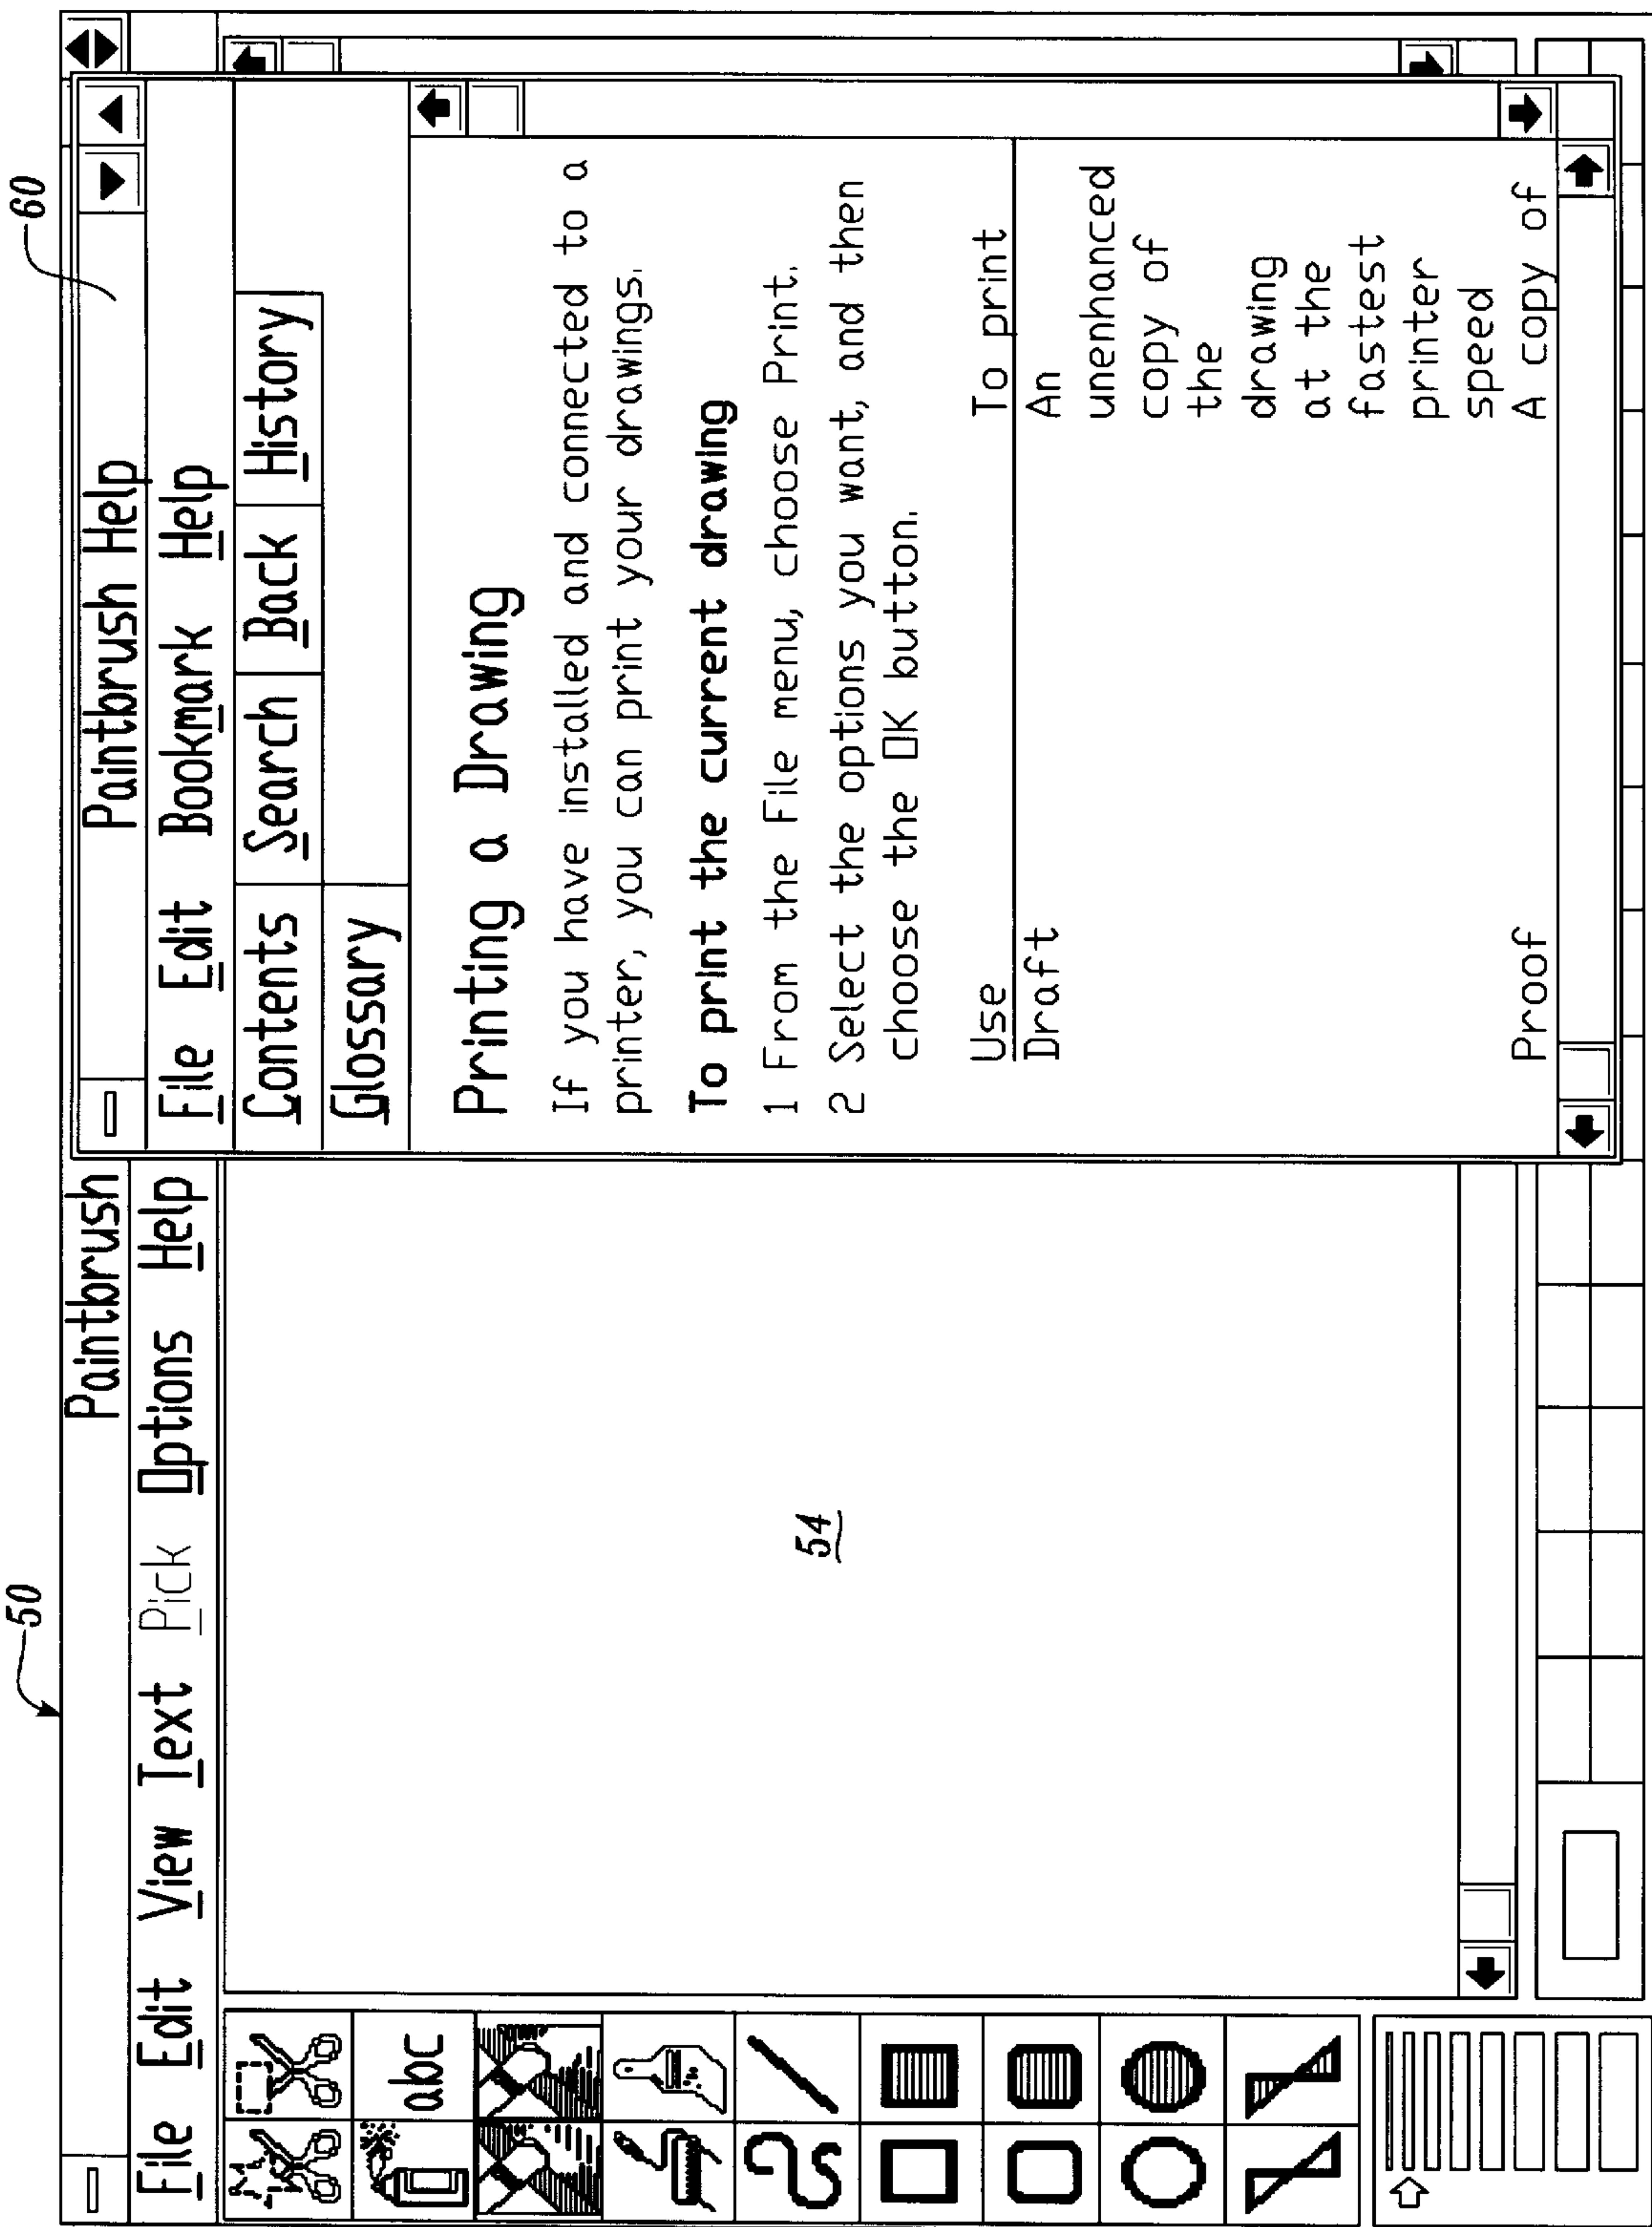 50
60
Paintbrush
File Edit View Text Pick Options Help
abc
54
Paintbrush Help
File Edit Bookmark Help
Contents Search Back History
Glossary
Printing a Drawing
If you have installed and connected to a
printer, you can print your drawings.
To print the current drawing
1 From the File menu, choose Print.
2 Select the options you want, and then
choose the OK button.
Use To print
Draft An
unenhanced
copy of
the
drawing
at the
fastest
printer
speed
Proof A copy of